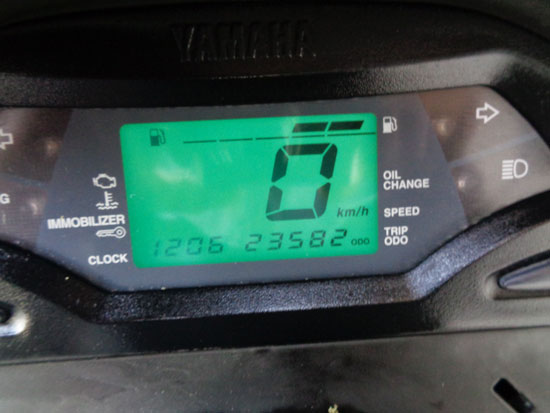 YAMAHA
OIL
CHANGE
0
km/h
SPEED
IMMOBILIZER
TRIP
ODO
1206 23582 ODO
CLOCK
G